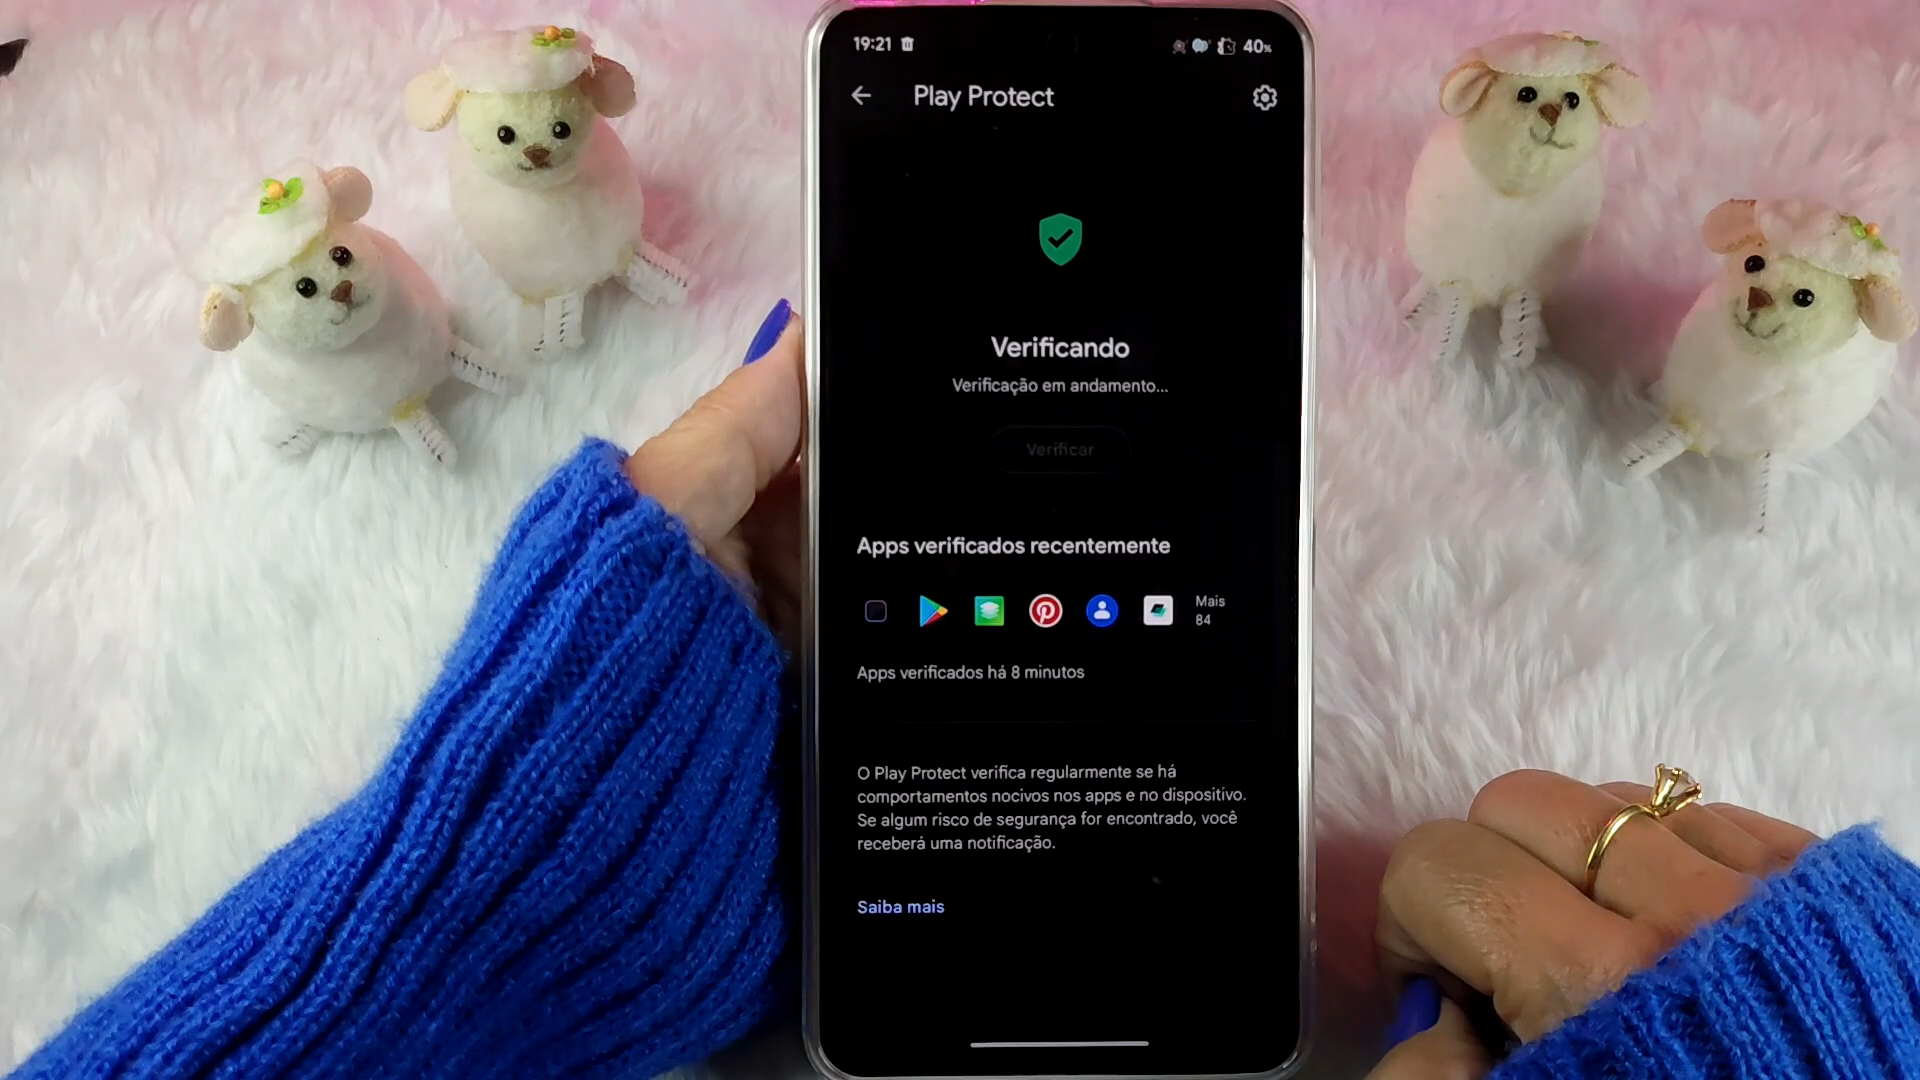 19:21
40%
Play Protect
Verificando
Verificação em andamento...
Verificar
Apps verificados recentemente
Mais
84
Apps verificados há 8 minutos
O Play Protect verifica regularmente se há
comportamentos nocivos nos apps e no dispositivo.
Se algum risco de segurança for encontrado, você
receberá uma notificação.
Saiba mais